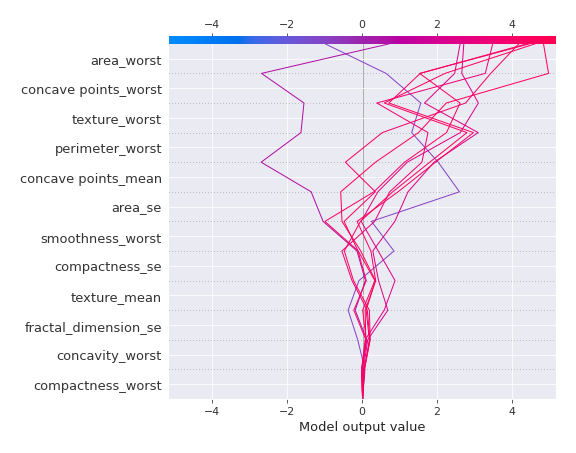 −4 −2 0 2 4
area_worst
concave points_worst
texture_worst
perimeter_worst
concave points_mean
area_se
smoothness_worst
compactness_se
texture_mean
fractal_dimension_se
concavity_worst
compactness_worst
−4 −2 0 2 4
Model output value